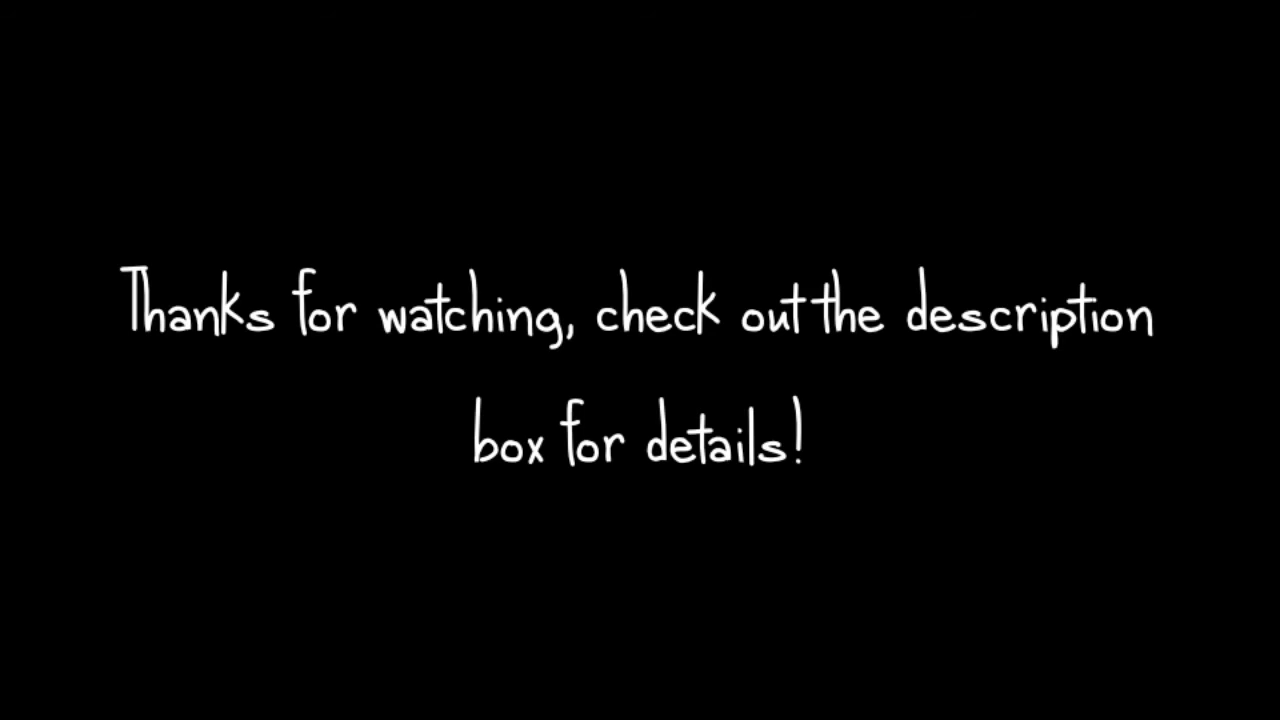 Thanks for watching, check out the description
box for details!